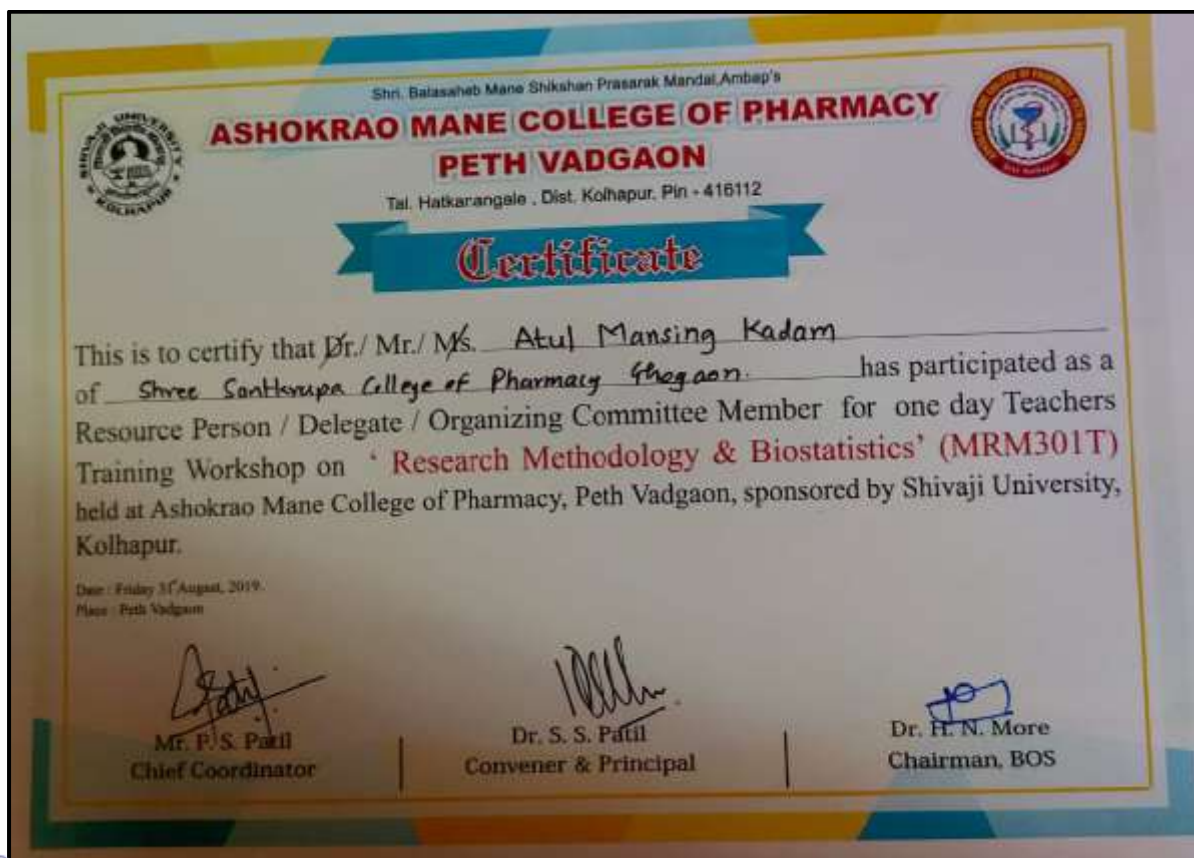 Shri. Balasaheb Mane Shikshan Prasarak Mandal,Ambap's
ASHOKRAO MANE COLLEGE OF PHARMACY
PETH VADGAON
Tal. Hatkarangale , Dist. Kolhapur. Pin - 416112
SHIVAJI UNIVERSITY
KOLHAPUR
Certificate
This is to certify that Dr./ Mr./ Ms. Atul Mansing Kadam
of Shree Santkrupa College of Pharmacy Ghogaon. has participated as a
Resource Person / Delegate / Organizing Committee Member for one day Teachers
Training Workshop on ‘ Research Methodology & Biostatistics’ (MRM301T)
held at Ashokrao Mane College of Pharmacy, Peth Vadgaon, sponsored by Shivaji University,
Kolhapur.
Date : Friday 31st August, 2019.
Place : Peth Vadgaon
Mr. P. S. Patil
Chief Coordinator
Dr. S. S. Patil
Convener & Principal
Dr. H. N. More
Chairman, BOS